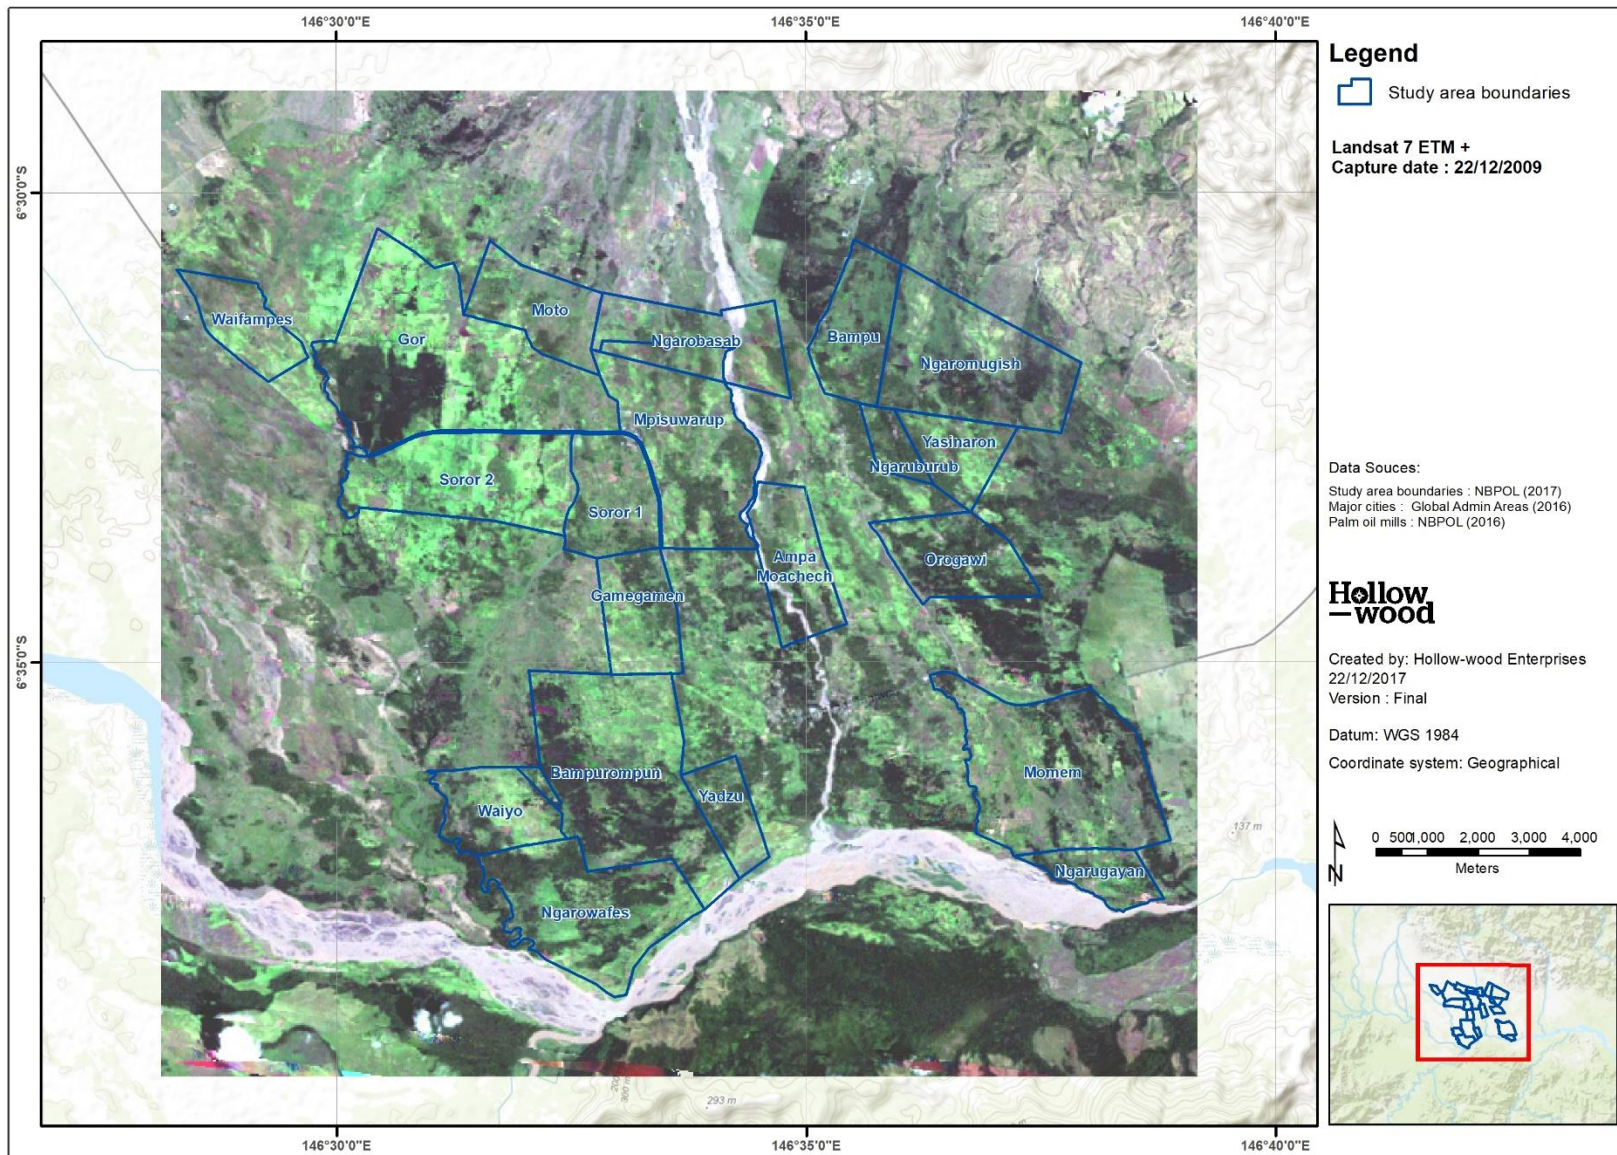 146°30'0"E
146°35'0"E
146°40'0"E
6°30'0"S
6°35'0"S
Waifampes
Gor
Moto
Ngarobasab
Bampu
Ngaromugish
Mpisuwarup
Yasinaron
Ngaruburub
Soror 2
Soror 1
Orogawi
Ampa
Moachech
Gamegamen
Bampurompun
Momem
Yadzu
Waiyo
Ngarugayan
Ngarowafes
137 m
293 m
146°30'0"E
146°35'0"E
146°40'0"E
Legend
Study area boundaries
Landsat 7 ETM +
Capture date : 22/12/2009
Data Souces:
Study area boundaries : NBPOL (2017)
Major cities : Global Admin Areas (2016)
Palm oil mills : NBPOL (2016)
Hollow
wood
Created by: Hollow-wood Enterprises
22/12/2017
Version : Final
Datum: WGS 1984
Coordinate system: Geographical
N
0 500 1,000 2,000 3,000 4,000
Meters